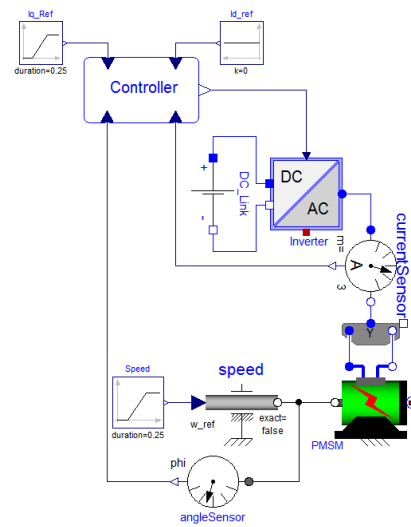 Iq_Ref
Id_ref
duration=0.25
k=0
Controller
+
DC_Link
-
DC
AC
Inverter
m=
3
A
currentSensor
Y
Speed
duration=0.25
speed
w_ref
exact=
false
PMSM
phi
angleSensor